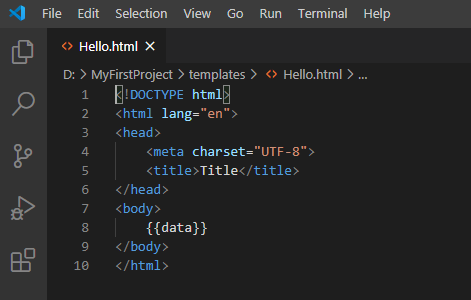 File Edit Selection View Go Run Terminal Help
<> Hello.html ×
D: > MyFirstProject > templates > <> Hello.html > ...
1 <!DOCTYPE html>
2 <html lang="en">
3 <head>
4 <meta charset="UTF-8">
5 <title>Title</title>
6 </head>
7 <body>
8 {{data}}
9 </body>
10 </html>